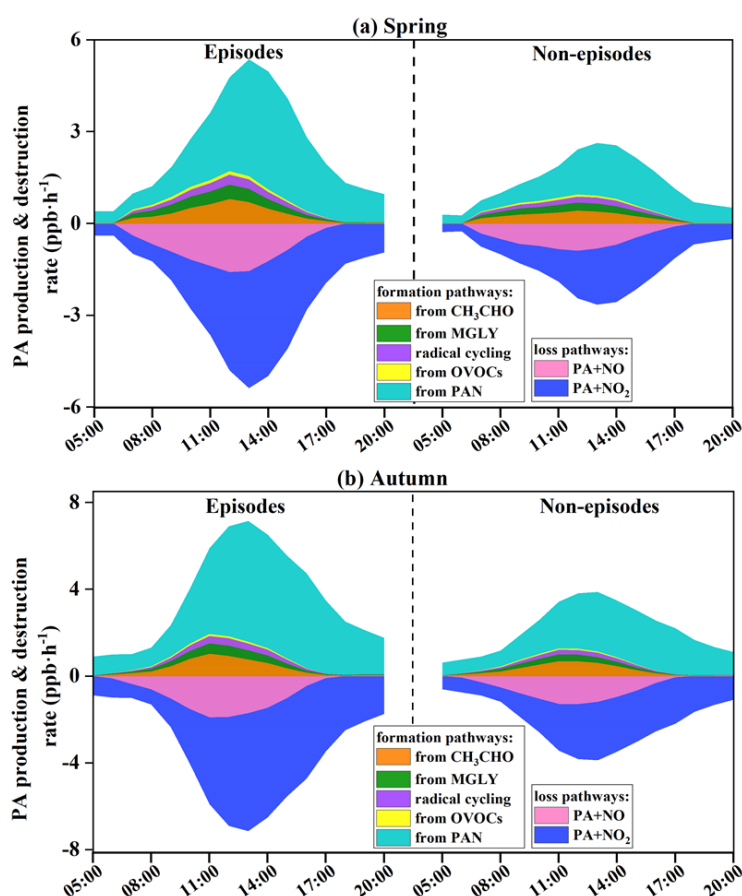 (a) Spring
Episodes
Non-episodes
PA production & destruction
rate (ppb·h⁻¹)
6
3
0
-3
-6
formation pathways:
from CH₃CHO
from MGLY
radical cycling
from OVOCs
from PAN
loss pathways:
PA+NO
PA+NO₂
05:00 08:00 11:00 14:00 17:00 20:00 05:00 08:00 11:00 14:00 17:00 20:00
(b) Autumn
Episodes
Non-episodes
PA production & destruction
rate (ppb·h⁻¹)
8
4
0
-4
-8
formation pathways:
from CH₃CHO
from MGLY
radical cycling
from OVOCs
from PAN
loss pathways:
PA+NO
PA+NO₂
05:00 08:00 11:00 14:00 17:00 20:00 05:00 08:00 11:00 14:00 17:00 20:00